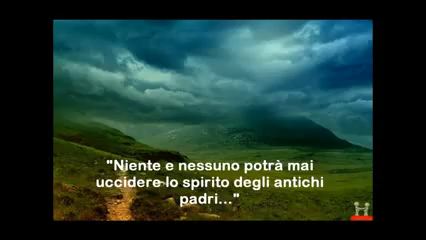 "Niente e nessuno potrà mai
uccidere lo spirito degli antichi
padri..."